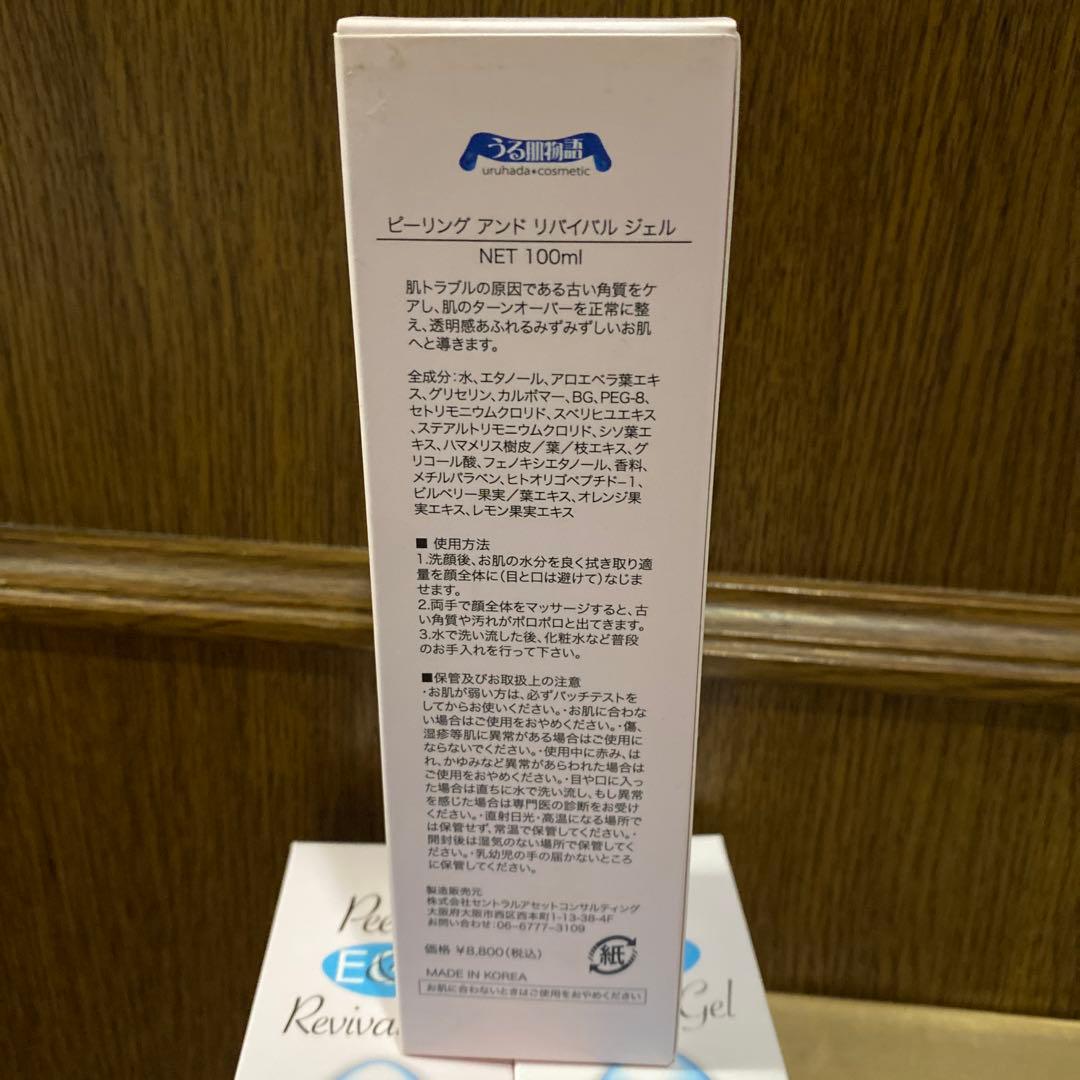 うる肌物語
uruhada•cosmetic
ピーリング アンド リバイバル ジェル
NET 100ml
肌トラブルの原因である古い角質をケ
アし、肌のターンオーバーを正常に整
え、透明感あふれるみずみずしいお肌
へと導きます。
全成分：水、エタノール、アロエベラ葉エキ
ス、グリセリン、カルボマー、BG、PEG-8、
セトリモニウムクロリド、スベリヒユエキス
、ステアルトリモニウムクロリド、シソ葉エ
キス、ハマメリス樹皮／葉／枝エキス、グ
リコール酸、フェノキシエタノール、香料、
メチルパラベン、ヒトオリゴペプチド-1、
ビルベリー果実／葉エキス、オレンジ果
実エキス、レモン果実エキス
■ 使用方法
1.洗顔後、お肌の水分を良く拭き取り適
量を顔全体に（目と口は避けて）なじま
せます。
2.両手で顔全体をマッサージすると、古
い角質や汚れがポロポロと出てきます。
3.水で洗い流した後、化粧水など普段
のお手入れを行って下さい。
■保管及びお取扱上の注意
・お肌が弱い方は、必ずパッチテストを
してからお使いください。・お肌に合わな
い場合はご使用をおやめください。・傷、
湿疹等肌に異常がある場合はご使用に
ならないでください。・使用中に赤み、は
れ、かゆみなど異常があらわれた場合は
ご使用をおやめください。・目や口に入っ
た場合は直ちに水で洗い流し、もし異常
を感じた場合は専門医の診断をお受け
ください。・直射日光・高温になる場所で
は保管せず、常温で保管してください。・
開封後は湿気のない場所で保管してく
ださい。・乳幼児の手の届かないところ
に保管してください。
製造販売元
株式会社セントラルアセットコンサルティング
大阪府大阪市西区西本町1-13-38-4F
お問い合わせ：06-6777-3109
価格 ¥8,800（税込）
紙
MADE IN KOREA
お肌に合わないときはご使用をおやめください
Pee
E&
Reviva
Gel